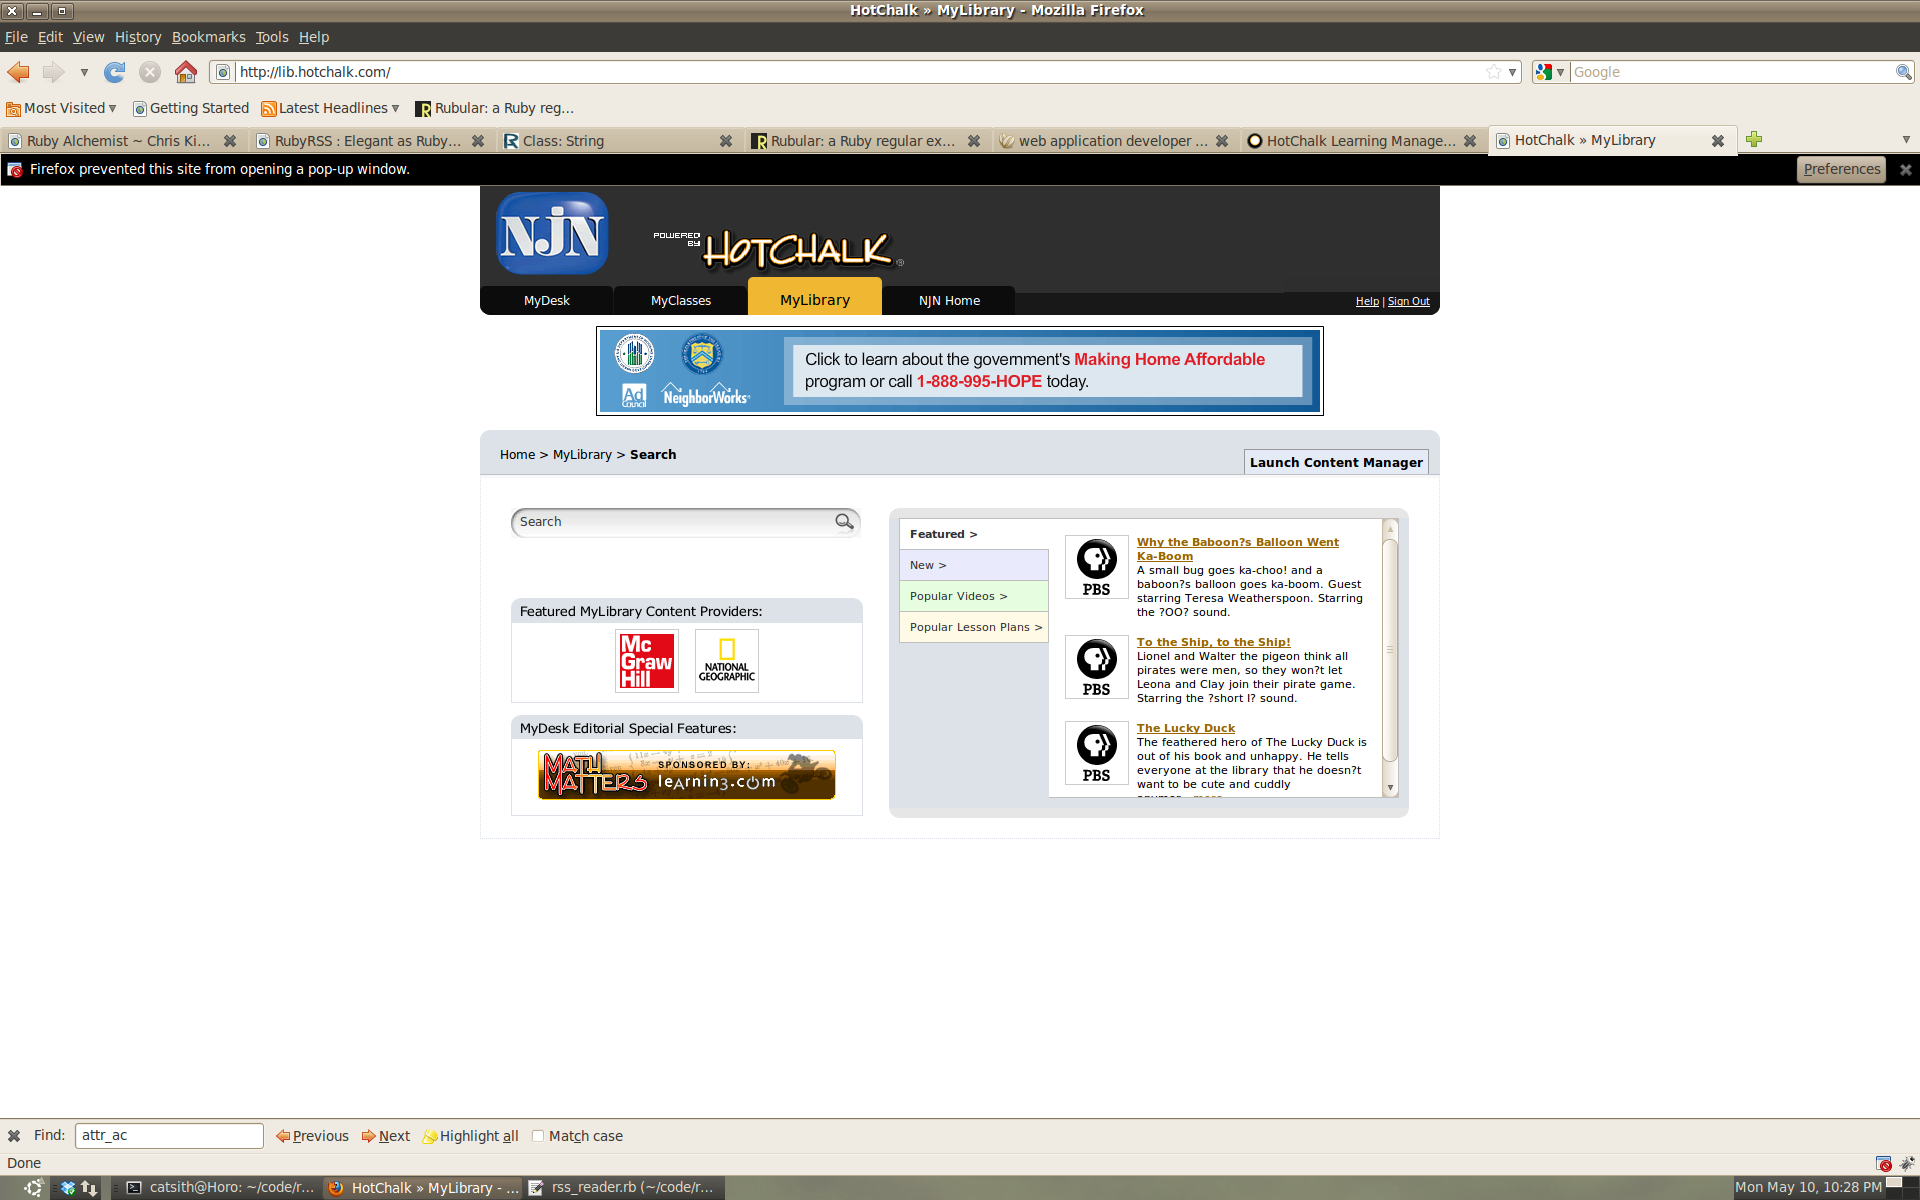 HotChalk » MyLibrary - Mozilla Firefox
File Edit View History Bookmarks Tools Help
http://lib.hotchalk.com/
Google
Most Visited Getting Started Latest Headlines Rubular: a Ruby reg...
Ruby Alchemist ~ Chris Ki... RubyRSS : Elegant as Ruby... Class: String Rubular: a Ruby regular ex... web application developer ... HotChalk Learning Manage... HotChalk » MyLibrary
Firefox prevented this site from opening a pop-up window. Preferences
NJN
POWERED BY HOTCHALK ®
MyDesk MyClasses MyLibrary NJN Home Help | Sign Out
Click to learn about the government's Making Home Affordable
program or call 1-888-995-HOPE today.
Ad Council NeighborWorks
Home > MyLibrary > Search
Launch Content Manager
Search
Featured MyLibrary Content Providers:
Mc
Graw
Hill
NATIONAL
GEOGRAPHIC
MyDesk Editorial Special Features:
MATH
MATTERS
SPONSORED BY:
learnin3.com
Featured >
New >
Popular Videos >
Popular Lesson Plans >
PBS
Why the Baboon?s Balloon Went
Ka-Boom
A small bug goes ka-choo! and a
baboon?s balloon goes ka-boom. Guest
starring Teresa Weatherspoon. Starring
the ?OO? sound.
PBS
To the Ship, to the Ship!
Lionel and Walter the pigeon think all
pirates were men, so they won?t let
Leona and Clay join their pirate game.
Starring the ?short I? sound.
PBS
The Lucky Duck
The feathered hero of The Lucky Duck is
out of his book and unhappy. He tells
everyone at the library that he doesn?t
want to be cute and cuddly
Find: attr_ac Previous Next Highlight all Match case
Done
catsith@Horo: ~/code/r... HotChalk » MyLibrary - ... rss_reader.rb (~/code/r... Mon May 10, 10:28 PM